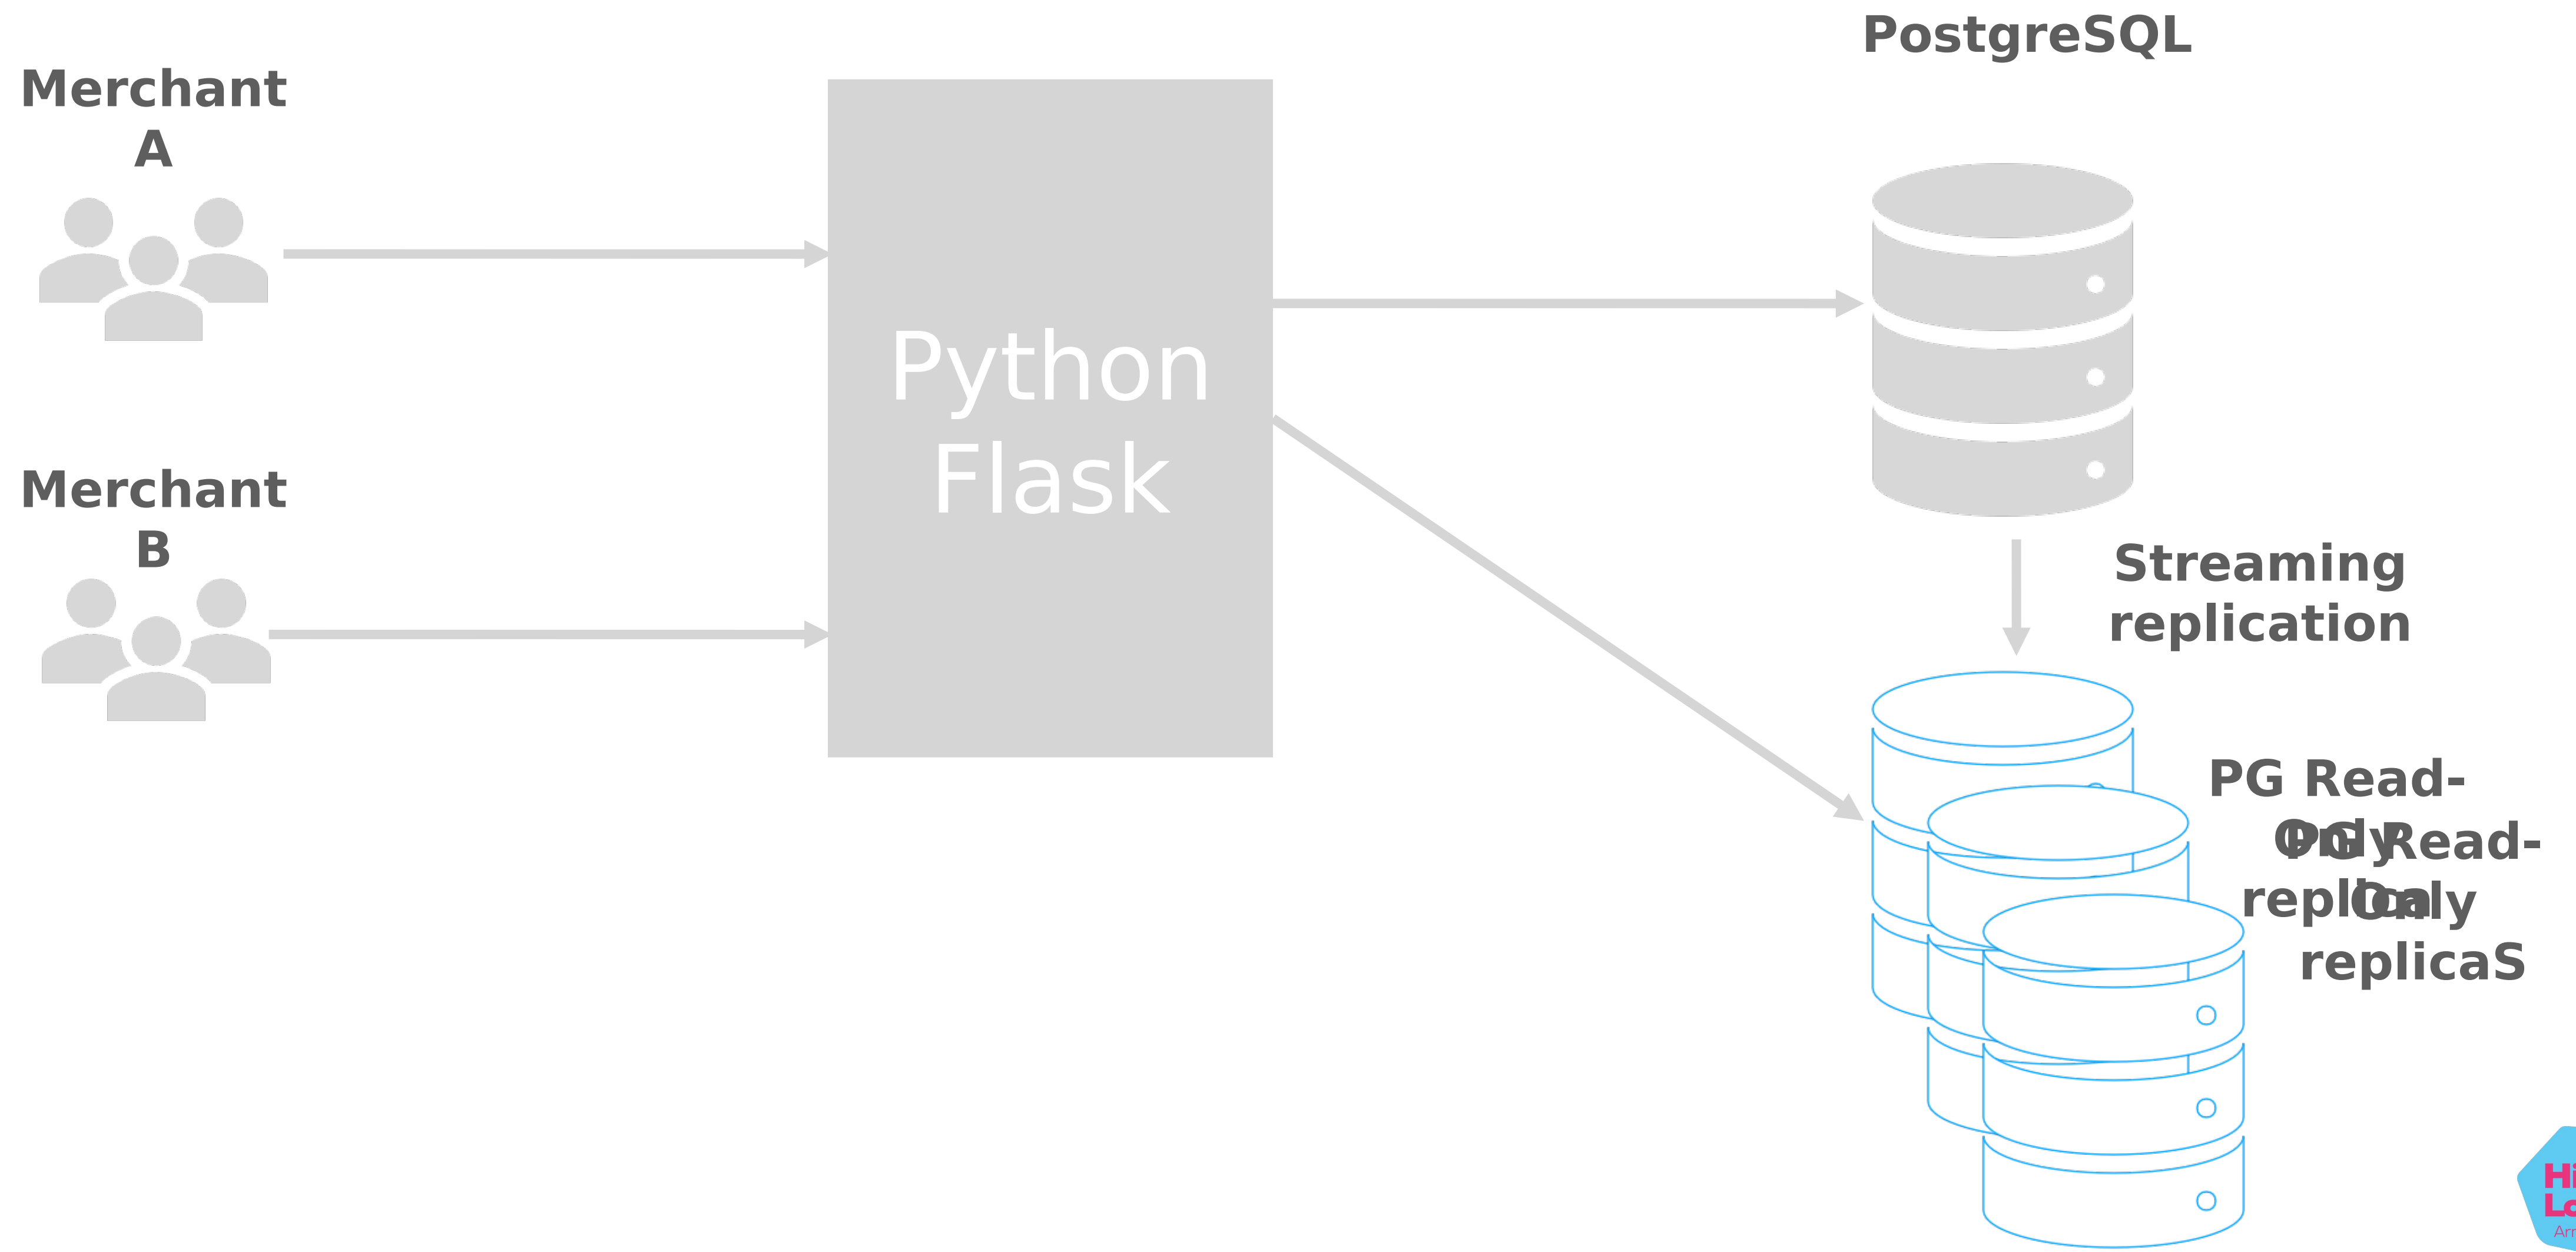 PostgreSQL
Merchant
A
Python
Flask
Merchant
B
Streaming
replication
PG Read-
Only
replica
PG Read-
Only
replicaS